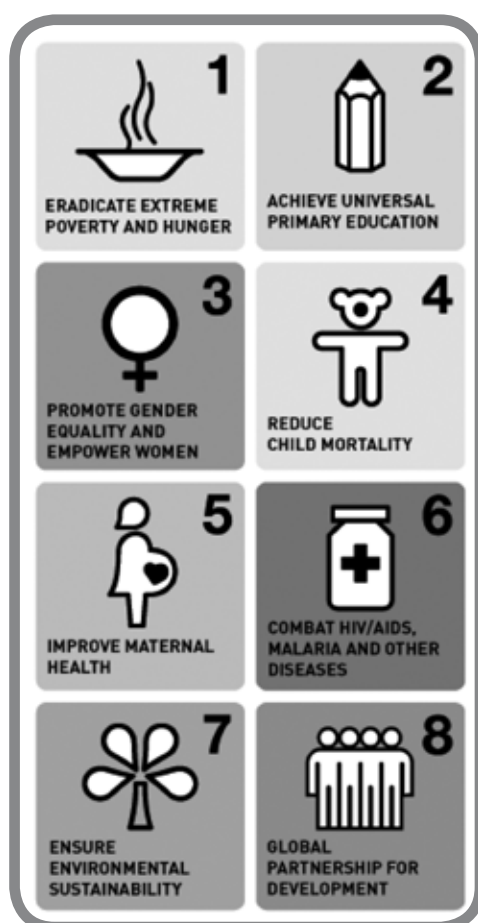 1
ERADICATE EXTREME
POVERTY AND HUNGER
2
ACHIEVE UNIVERSAL
PRIMARY EDUCATION
3
PROMOTE GENDER
EQUALITY AND
EMPOWER WOMEN
4
REDUCE
CHILD MORTALITY
5
IMPROVE MATERNAL
HEALTH
6
COMBAT HIV/AIDS,
MALARIA AND OTHER
DISEASES
7
ENSURE
ENVIRONMENTAL
SUSTAINABILITY
8
GLOBAL
PARTNERSHIP FOR
DEVELOPMENT